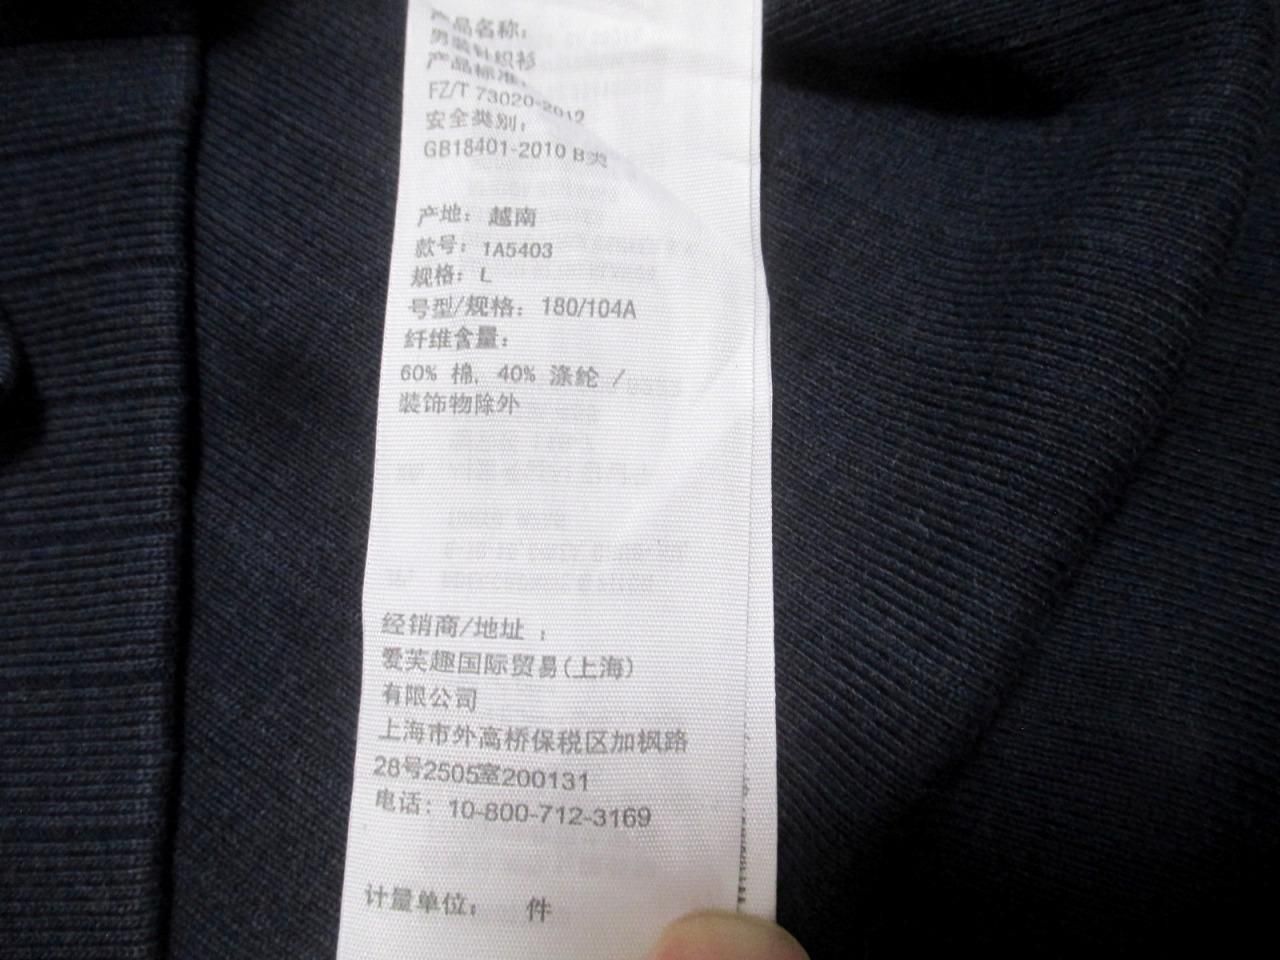 产品名称：
男装针织衫
产品标准：
FZ/T 73020-2012
安全类别：
GB18401-2010 B类
产地：越南
款号：1A5403
规格：L
号型/规格：180/104A
纤维含量：
60% 棉, 40% 涤纶 /
装饰物除外
经销商/地址：
爱芙趣国际贸易(上海)
有限公司
上海市外高桥保税区加枫路
28号2505室200131
电话：10-800-712-3169
计量单位： 件